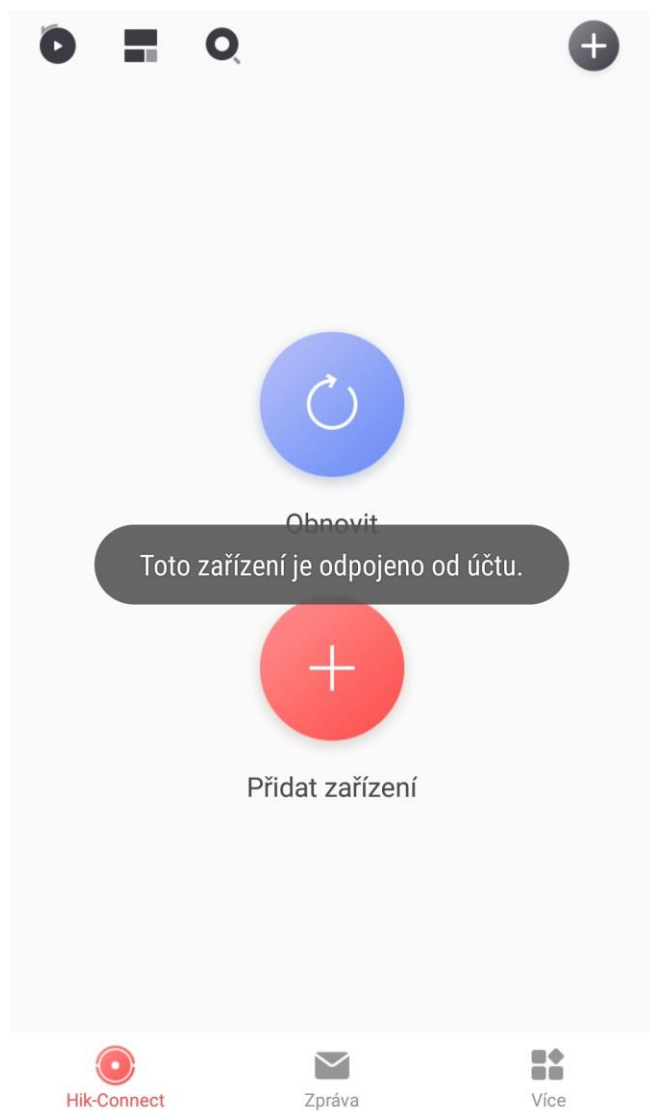 Obnovit
Toto zařízení je odpojeno od účtu.
Přidat zařízení
Hik-Connect
Zpráva
Více